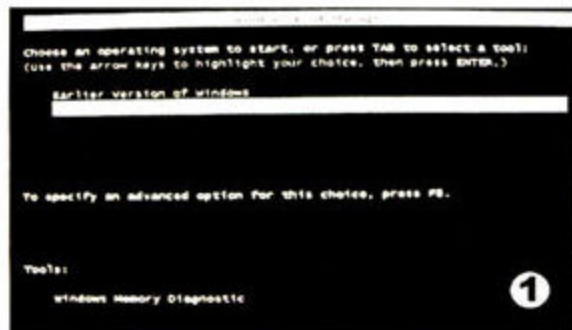 Choose an operating system to start, or press TAB to select a tool:
(Use the arrow keys to highlight your choice, then press ENTER.)
Earlier Version of Windows
To specify an advanced option for this choice, press F8.
Tools:
Windows Memory Diagnostic
1